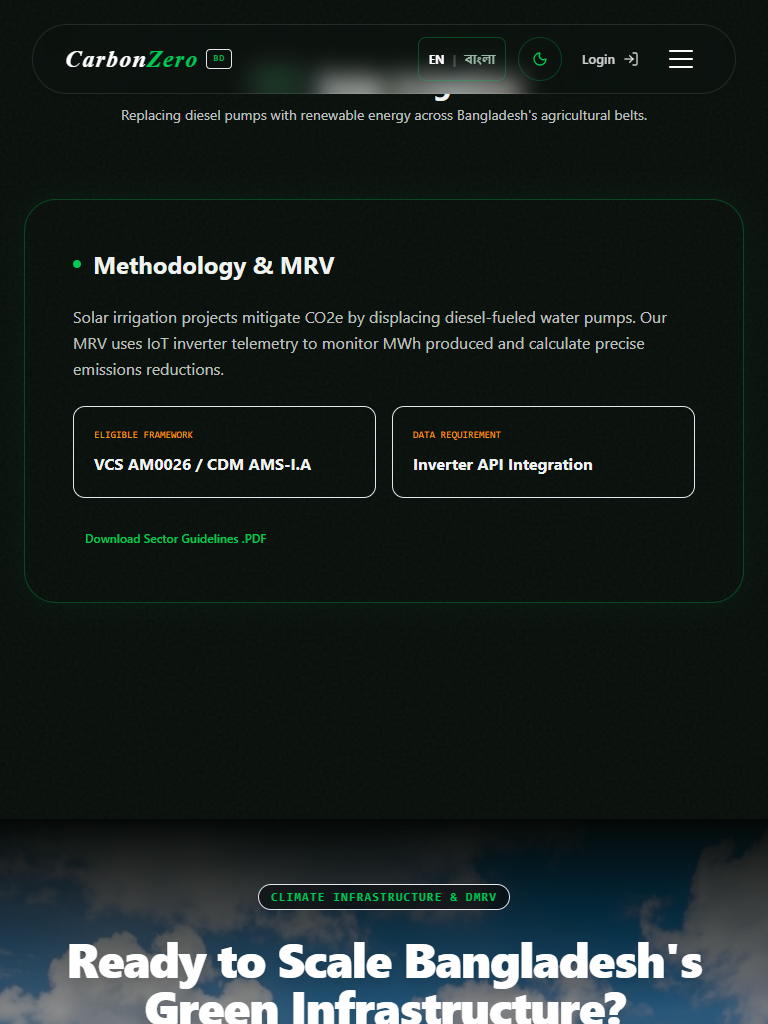 CarbonZero BD
EN | বাংলা
Login
Replacing diesel pumps with renewable energy across Bangladesh's agricultural belts.
Methodology & MRV
Solar irrigation projects mitigate CO2e by displacing diesel-fueled water pumps. Our
MRV uses IoT inverter telemetry to monitor MWh produced and calculate precise
emissions reductions.
ELIGIBLE FRAMEWORK
VCS AM0026 / CDM AMS-I.A
DATA REQUIREMENT
Inverter API Integration
Download Sector Guidelines .PDF
CLIMATE INFRASTRUCTURE & DMRV
Ready to Scale Bangladesh's
Green Infrastructure?